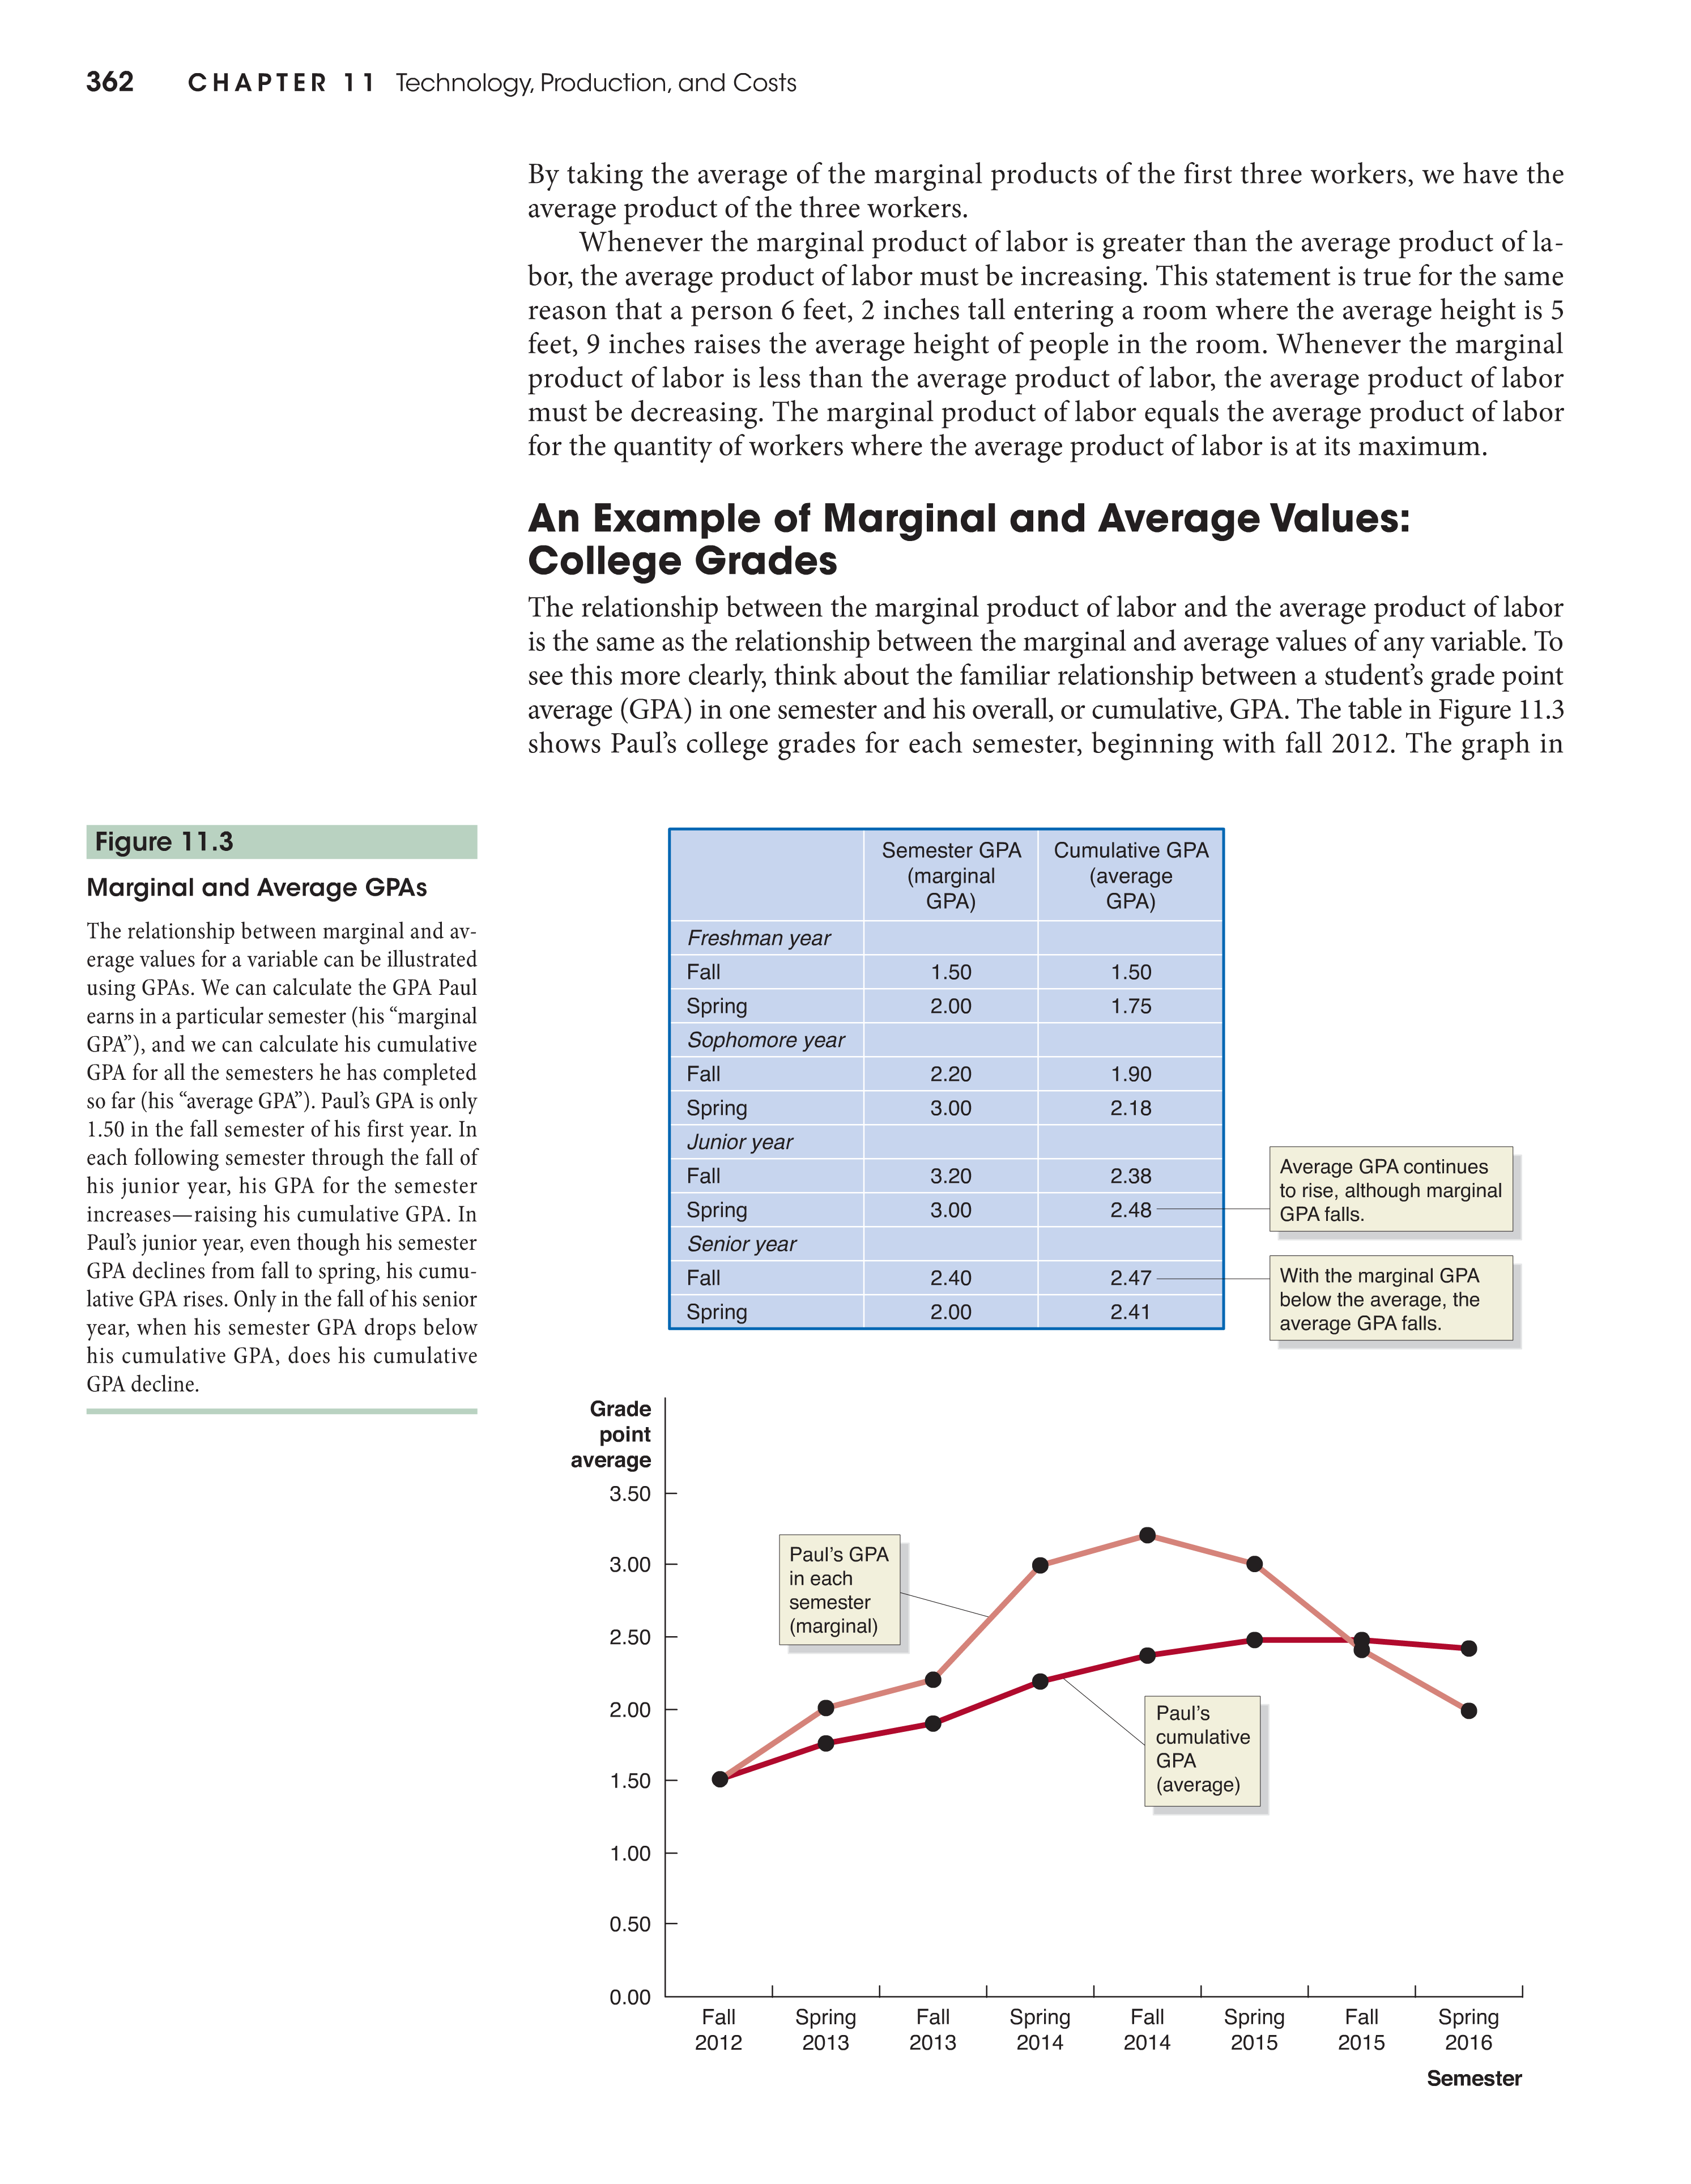 362 CHAPTER 11 Technology, Production, and Costs
By taking the average of the marginal products of the first three workers, we have the
average product of the three workers.
Whenever the marginal product of labor is greater than the average product of la-
bor, the average product of labor must be increasing. This statement is true for the same
reason that a person 6 feet, 2 inches tall entering a room where the average height is 5
feet, 9 inches raises the average height of people in the room. Whenever the marginal
product of labor is less than the average product of labor, the average product of labor
must be decreasing. The marginal product of labor equals the average product of labor
for the quantity of workers where the average product of labor is at its maximum.
An Example of Marginal and Average Values:
College Grades
The relationship between the marginal product of labor and the average product of labor
is the same as the relationship between the marginal and average values of any variable. To
see this more clearly, think about the familiar relationship between a student’s grade point
average (GPA) in one semester and his overall, or cumulative, GPA. The table in Figure 11.3
shows Paul’s college grades for each semester, beginning with fall 2012. The graph in
Figure 11.3
Marginal and Average GPAs
The relationship between marginal and av-
erage values for a variable can be illustrated
using GPAs. We can calculate the GPA Paul
earns in a particular semester (his “marginal
GPA”), and we can calculate his cumulative
GPA for all the semesters he has completed
so far (his “average GPA”). Paul’s GPA is only
1.50 in the fall semester of his first year. In
each following semester through the fall of
his junior year, his GPA for the semester
increases—raising his cumulative GPA. In
Paul’s junior year, even though his semester
GPA declines from fall to spring, his cumu-
lative GPA rises. Only in the fall of his senior
year, when his semester GPA drops below
his cumulative GPA, does his cumulative
GPA decline.
Semester GPA Cumulative GPA
(marginal (average
GPA) GPA)
Freshman year
Fall 1.50 1.50
Spring 2.00 1.75
Sophomore year
Fall 2.20 1.90
Spring 3.00 2.18
Junior year
Fall 3.20 2.38
Spring 3.00 2.48
Senior year
Fall 2.40 2.47
Spring 2.00 2.41
Average GPA continues
to rise, although marginal
GPA falls.
With the marginal GPA
below the average, the
average GPA falls.
Grade
point
average
3.50
3.00
2.50
2.00
1.50
1.00
0.50
0.00
Paul’s GPA
in each
semester
(marginal)
Paul’s
cumulative
GPA
(average)
Fall Spring Fall Spring Fall Spring Fall Spring
2012 2013 2013 2014 2014 2015 2015 2016
Semester